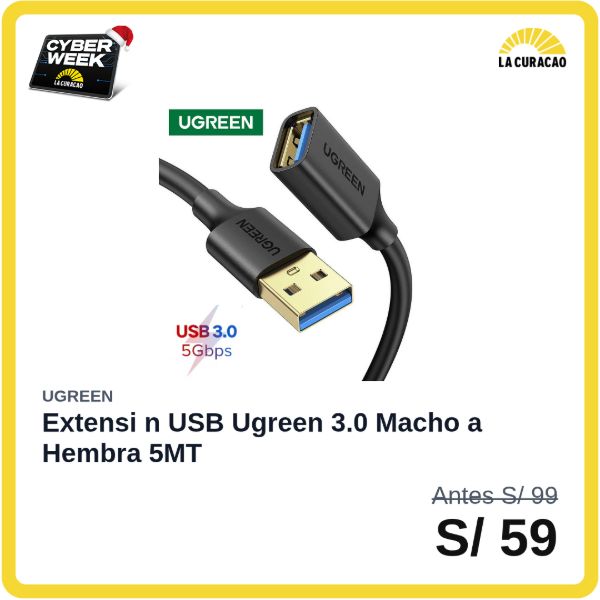 CYBER
WEEK
LA CURACAO
LA CURACAO
UGREEN
UGREEN
UGREEN
USB 3.0
5Gbps
UGREEN
Extensi n USB Ugreen 3.0 Macho a
Hembra 5MT
Antes S/ 99
S/ 59